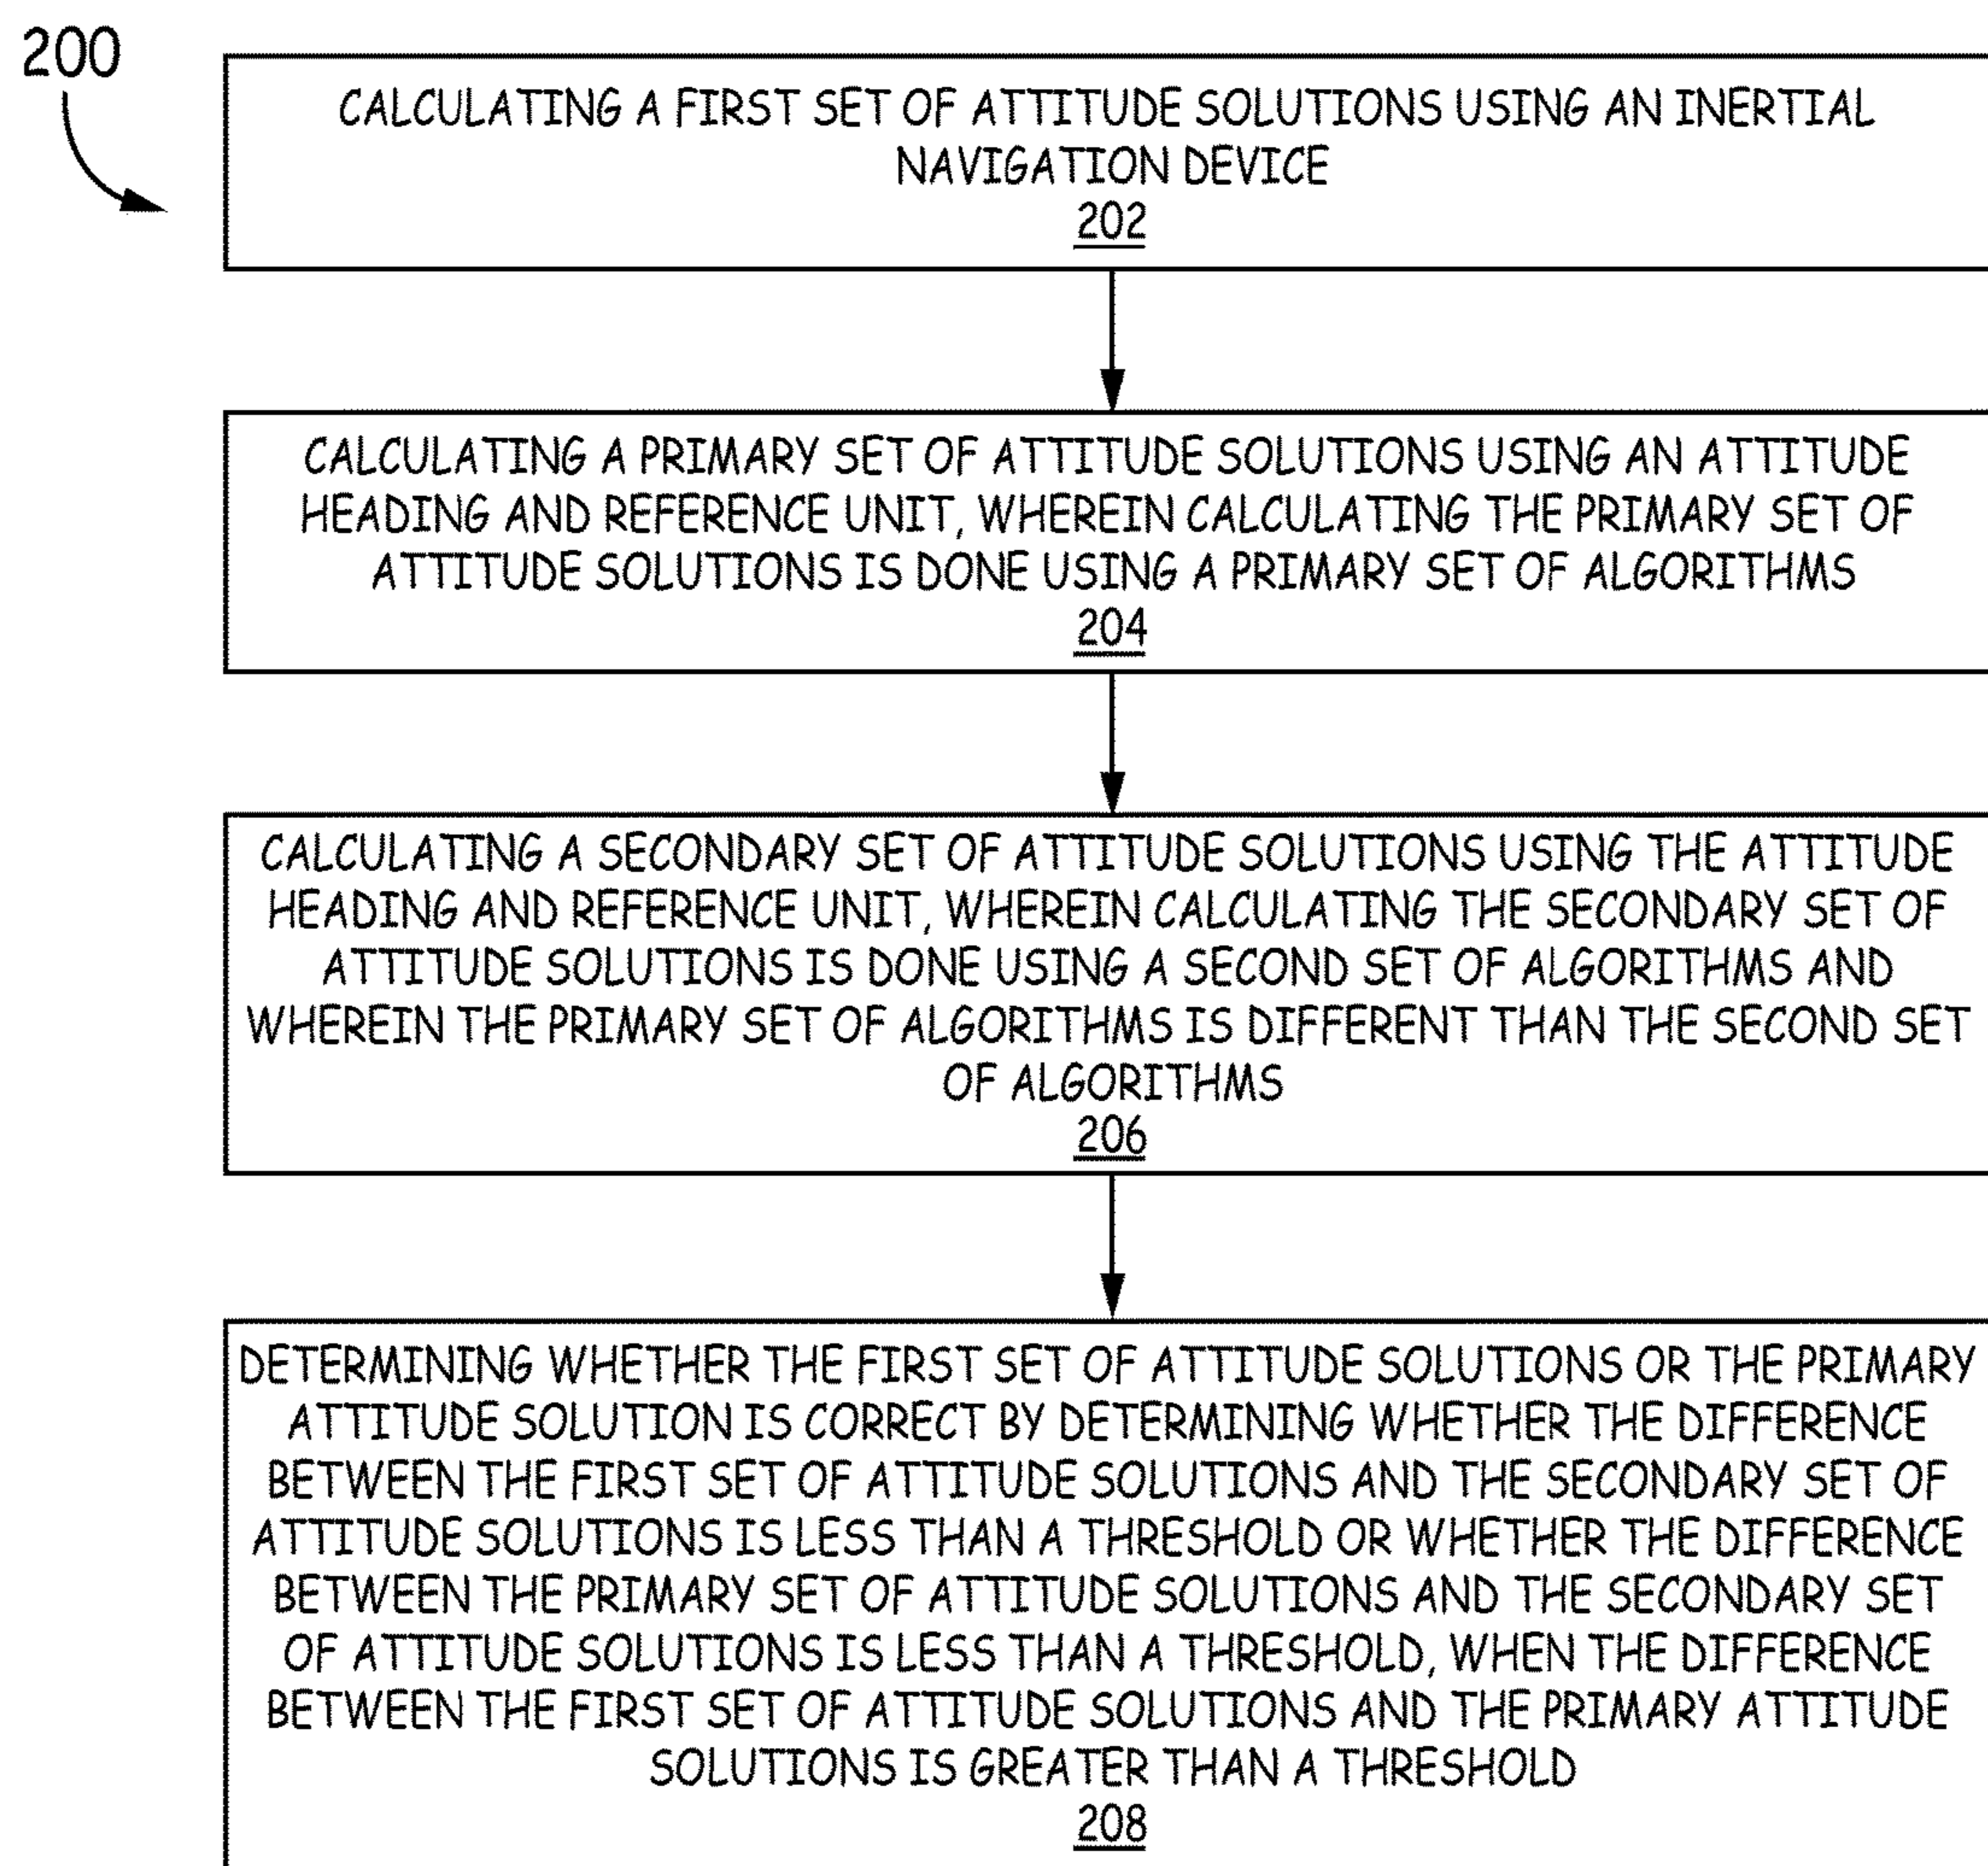 200
CALCULATING A FIRST SET OF ATTITUDE SOLUTIONS USING AN INERTIAL
NAVIGATION DEVICE
202
CALCULATING A PRIMARY SET OF ATTITUDE SOLUTIONS USING AN ATTITUDE
HEADING AND REFERENCE UNIT, WHEREIN CALCULATING THE PRIMARY SET OF
ATTITUDE SOLUTIONS IS DONE USING A PRIMARY SET OF ALGORITHMS
204
CALCULATING A SECONDARY SET OF ATTITUDE SOLUTIONS USING THE ATTITUDE
HEADING AND REFERENCE UNIT, WHEREIN CALCULATING THE SECONDARY SET OF
ATTITUDE SOLUTIONS IS DONE USING A SECOND SET OF ALGORITHMS AND
WHEREIN THE PRIMARY SET OF ALGORITHMS IS DIFFERENT THAN THE SECOND SET
OF ALGORITHMS
206
DETERMINING WHETHER THE FIRST SET OF ATTITUDE SOLUTIONS OR THE PRIMARY
ATTITUDE SOLUTION IS CORRECT BY DETERMINING WHETHER THE DIFFERENCE
BETWEEN THE FIRST SET OF ATTITUDE SOLUTIONS AND THE SECONDARY SET OF
ATTITUDE SOLUTIONS IS LESS THAN A THRESHOLD OR WHETHER THE DIFFERENCE
BETWEEN THE PRIMARY SET OF ATTITUDE SOLUTIONS AND THE SECONDARY SET
OF ATTITUDE SOLUTIONS IS LESS THAN A THRESHOLD, WHEN THE DIFFERENCE
BETWEEN THE FIRST SET OF ATTITUDE SOLUTIONS AND THE PRIMARY ATTITUDE
SOLUTIONS IS GREATER THAN A THRESHOLD
208